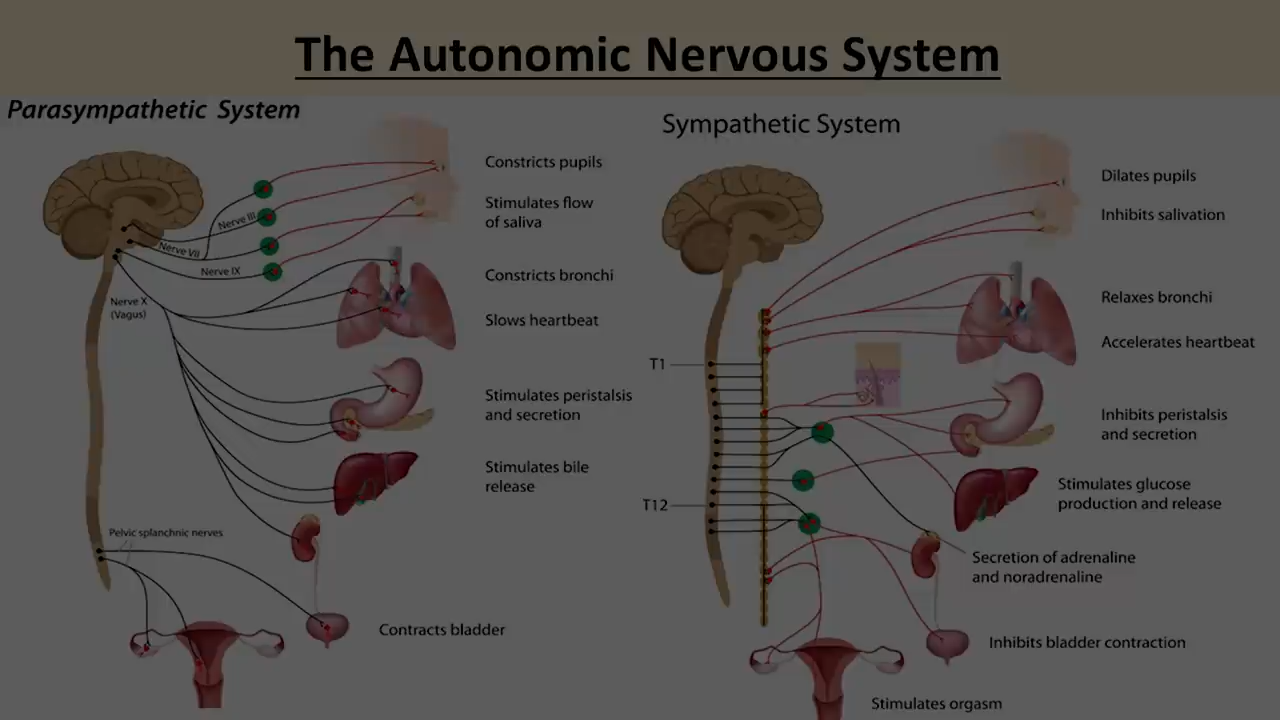 The Autonomic Nervous System
Parasympathetic System
Constricts pupils
Stimulates flow
of saliva
Nerve III
Nerve VII
Nerve IX
Nerve X
(Vagus)
Constricts bronchi
Slows heartbeat
Stimulates peristalsis
and secretion
Stimulates bile
release
Pelvic splanchnic nerves
Contracts bladder
Sympathetic System
Dilates pupils
Inhibits salivation
Relaxes bronchi
Accelerates heartbeat
T1
Inhibits peristalsis
and secretion
Stimulates glucose
production and release
T12
Secretion of adrenaline
and noradrenaline
Inhibits bladder contraction
Stimulates orgasm